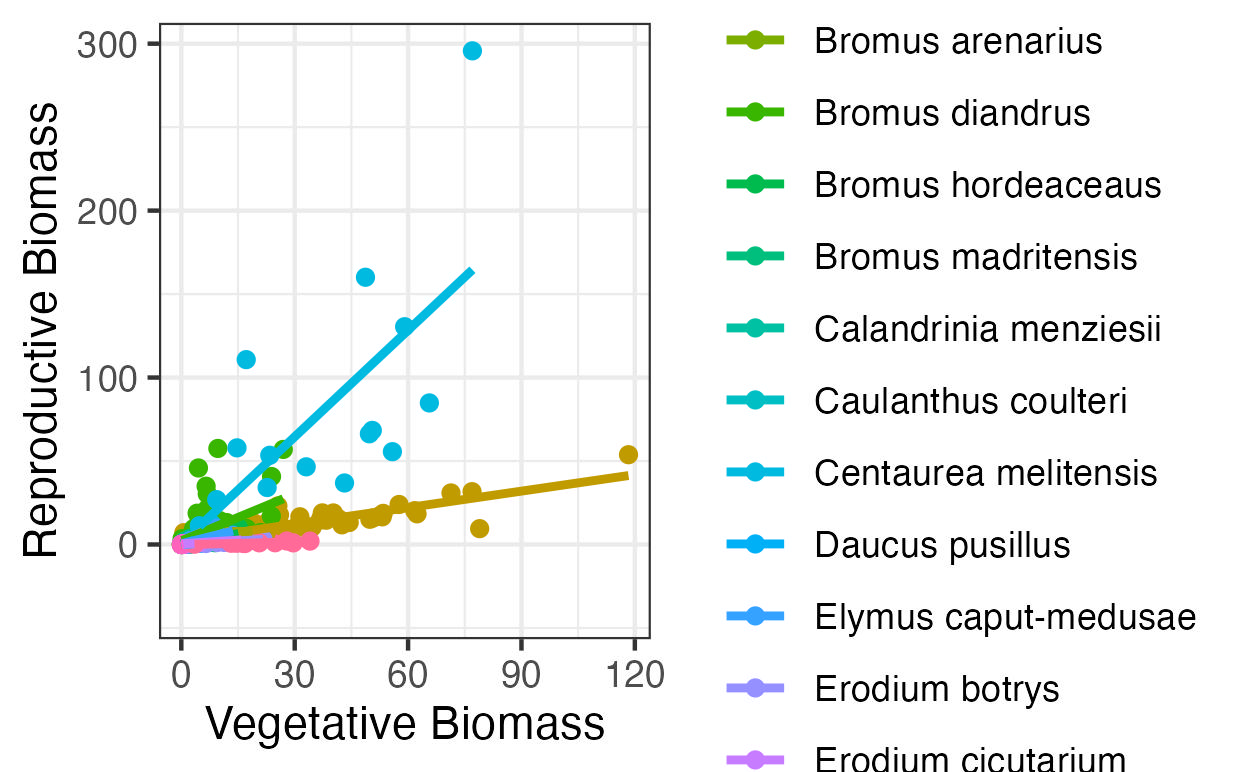 300
200
100
0
Reproductive Biomass
0 30 60 90 120
Vegetative Biomass
Bromus arenarius
Bromus diandrus
Bromus hordeaceaus
Bromus madritensis
Calandrinia menziesii
Caulanthus coulteri
Centaurea melitensis
Daucus pusillus
Elymus caput-medusae
Erodium botrys
Erodium cicutarium